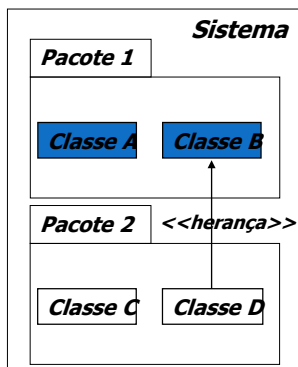 Sistema
Pacote 1
Classe A
Classe B
Pacote 2
<<herança>>
Classe C
Classe D